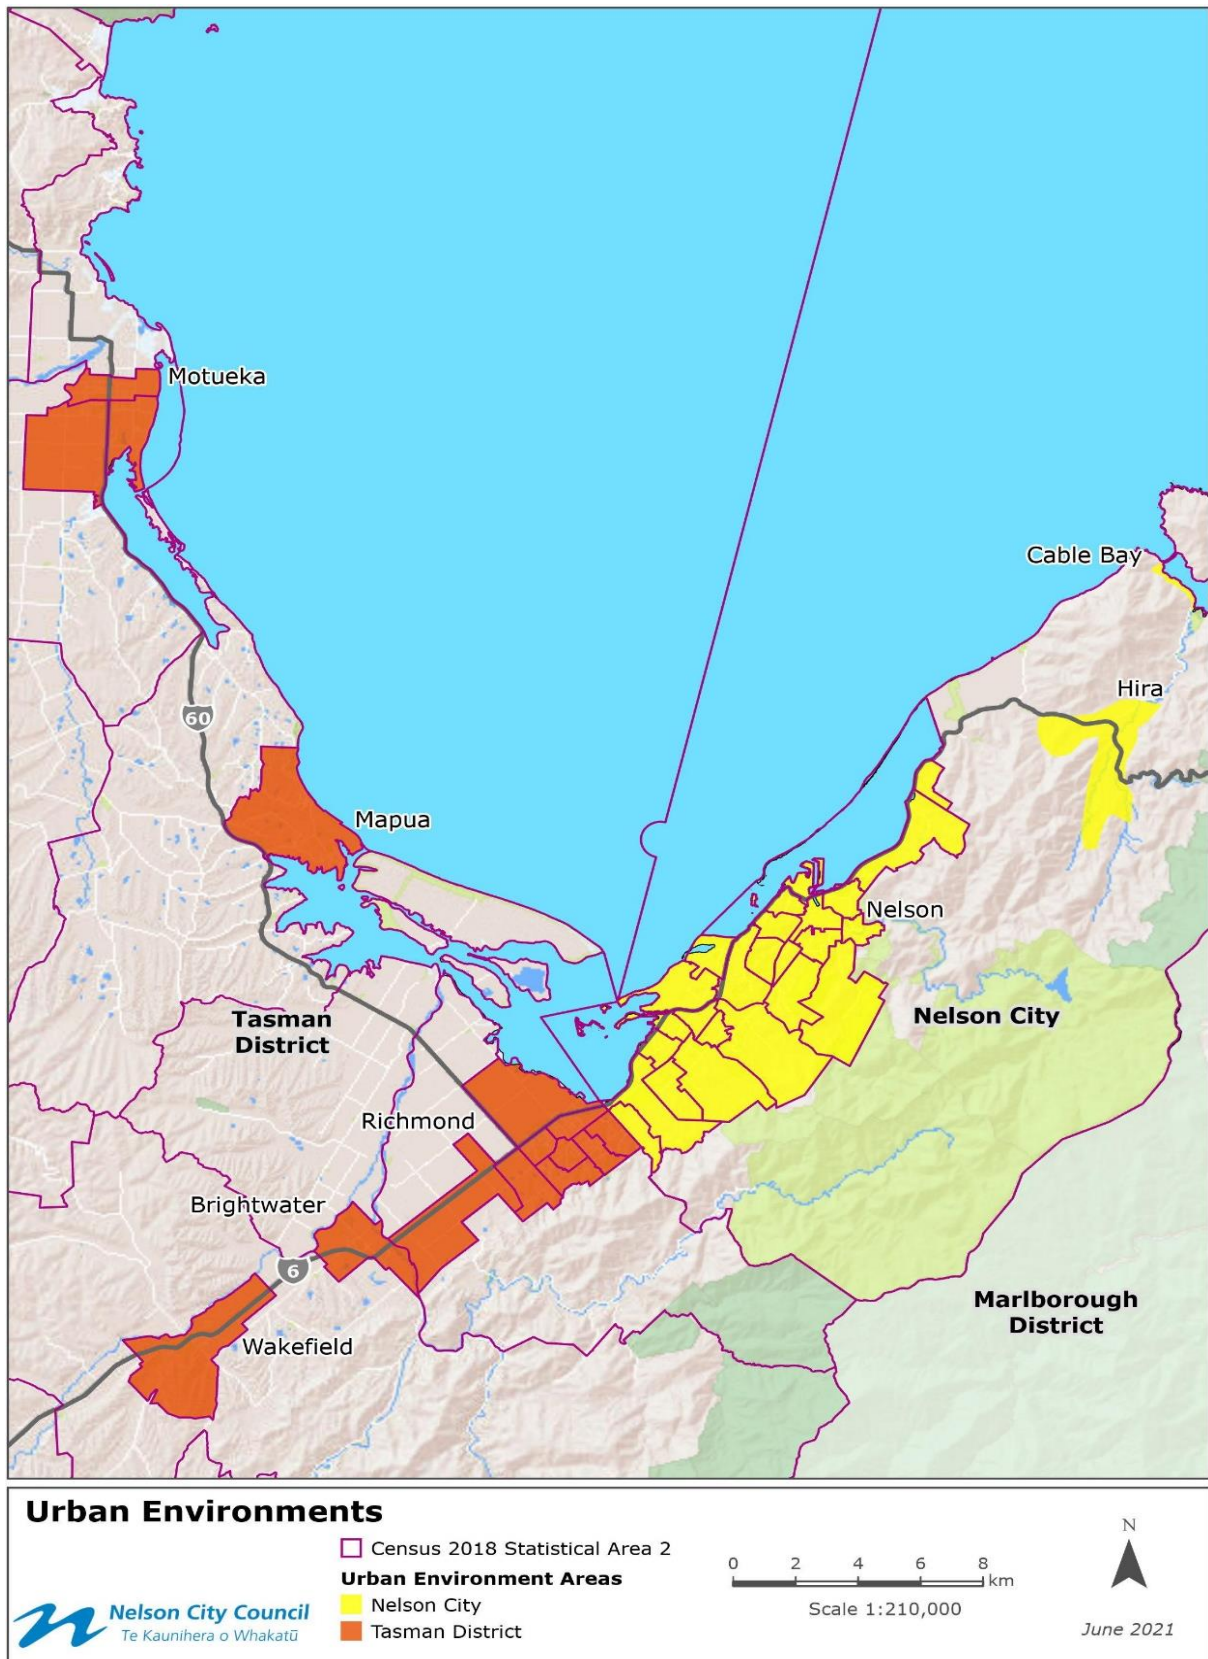 Motueka
Cable Bay
Hira
60
Mapua
Nelson
Tasman
District
Nelson City
Richmond
Brightwater
6
Marlborough
District
Wakefield
Urban Environments
Census 2018 Statistical Area 2
Urban Environment Areas
Nelson City
Tasman District
Nelson City Council
Te Kaunihera o Whakatū
0 2 4 6 8
km
Scale 1:210,000
N
June 2021